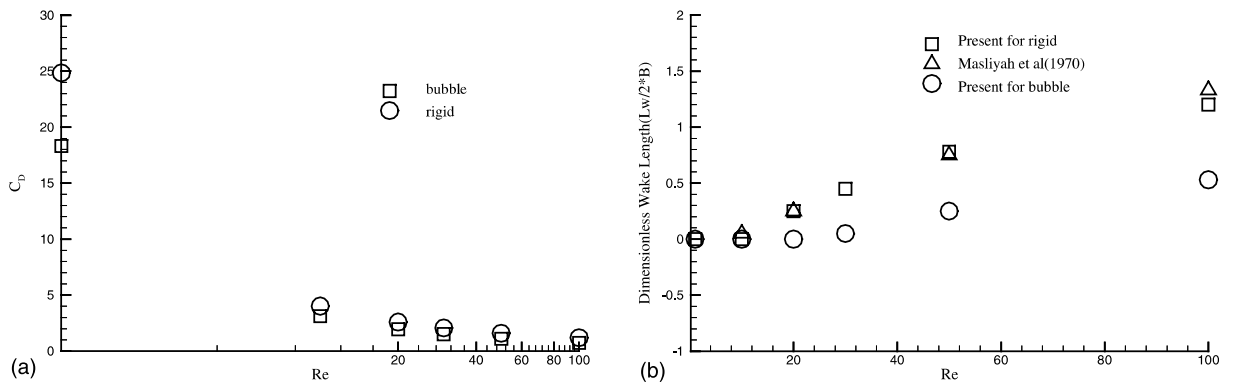 30
25
20
15
10
5
0
C_D
bubble
rigid
20
40
60
80
100
Re
(a)
2
1.5
1
0.5
0
-0.5
-1
Dimensionless Wake Length(Lw/2*B)
Present for rigid
Masliyah et al(1970)
Present for bubble
20
40
60
80
100
Re
(b)